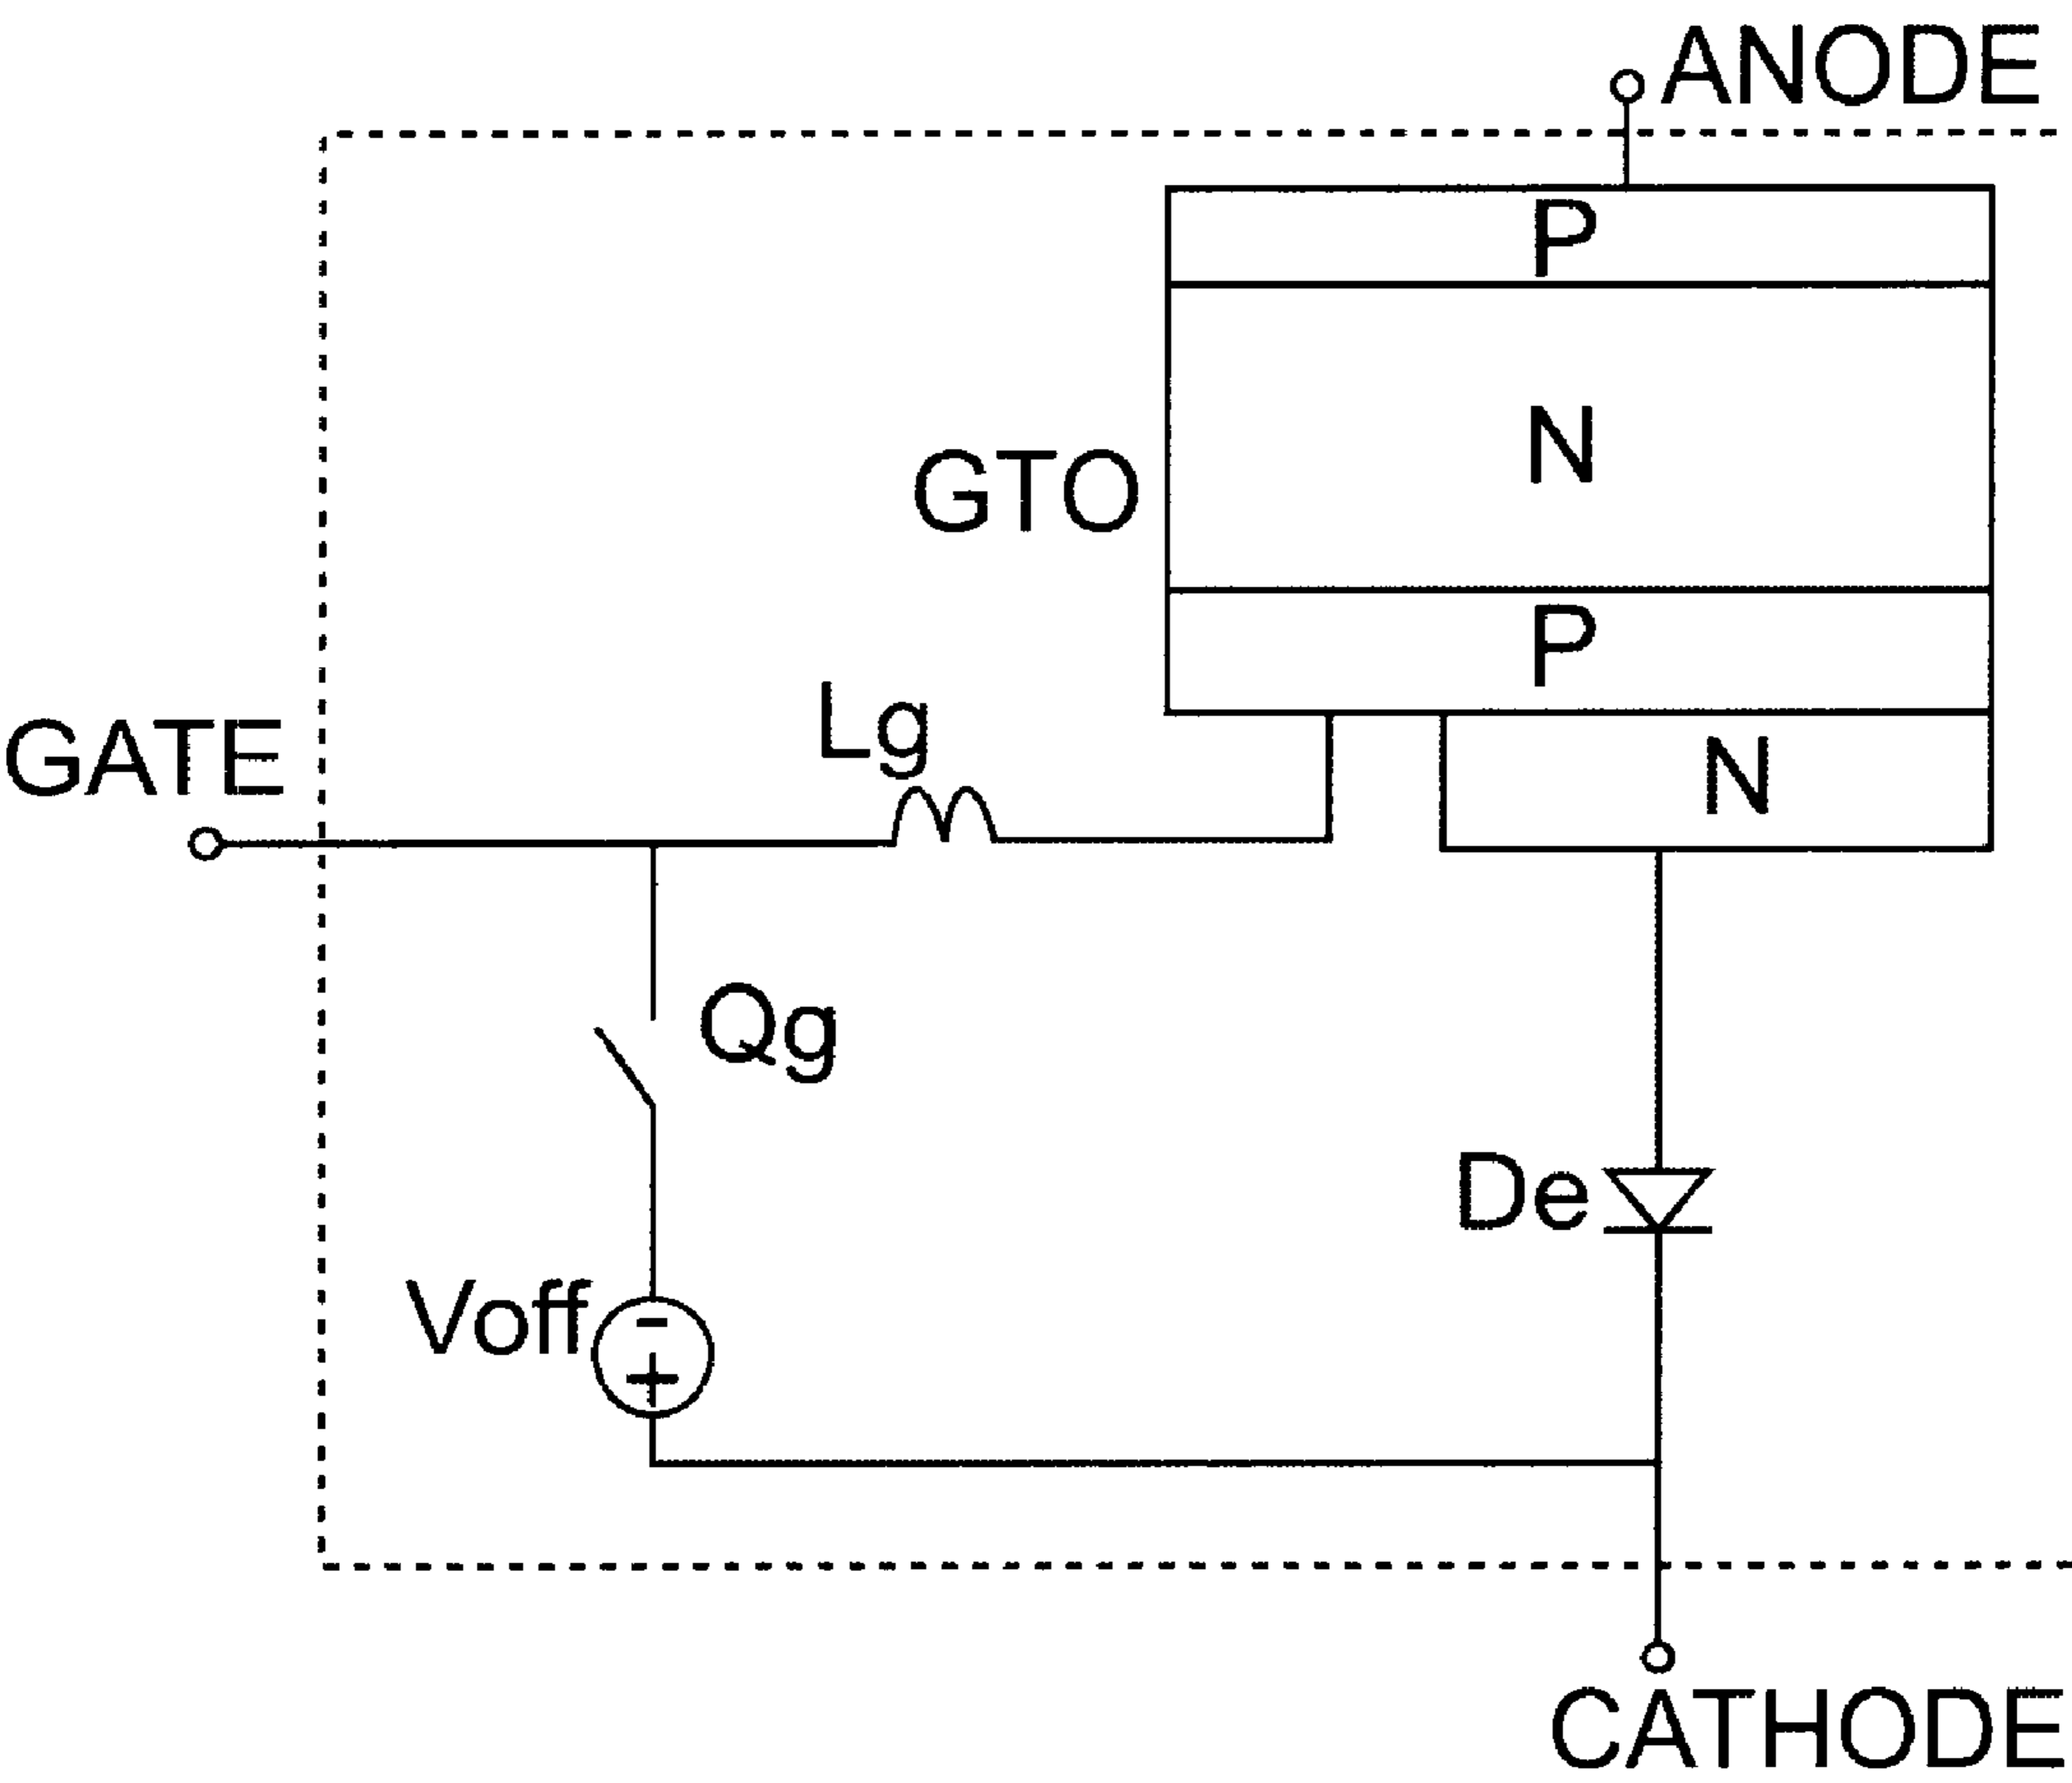 ANODE
P
N
GTO
P
Lg
GATE
N
Qg
De
Voff
-
+
CATHODE